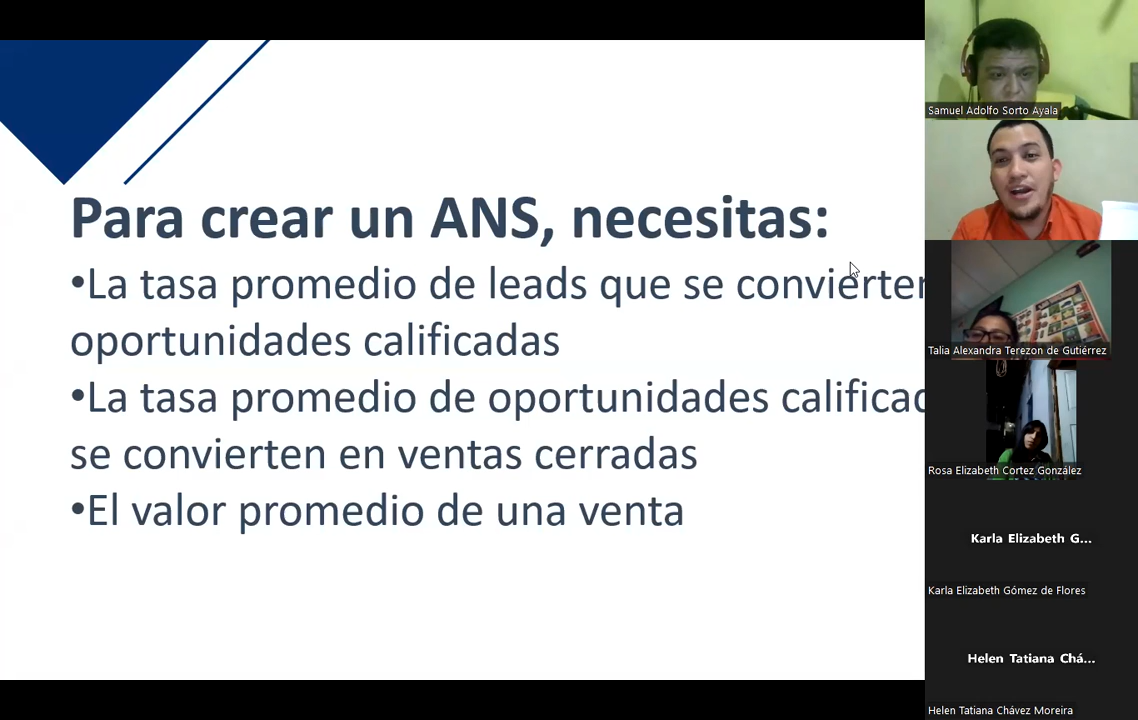 Para crear un ANS, necesitas:
•La tasa promedio de leads que se convierten
oportunidades calificadas
•La tasa promedio de oportunidades calificad
se convierten en ventas cerradas
•El valor promedio de una venta
Samuel Adolfo Sorto Ayala
Talia Alexandra Terezon de Gutiérrez
Rosa Elizabeth Cortez González
Karla Elizabeth G...
Karla Elizabeth Gómez de Flores
Helen Tatiana Chá...
Helen Tatiana Chávez Moreira